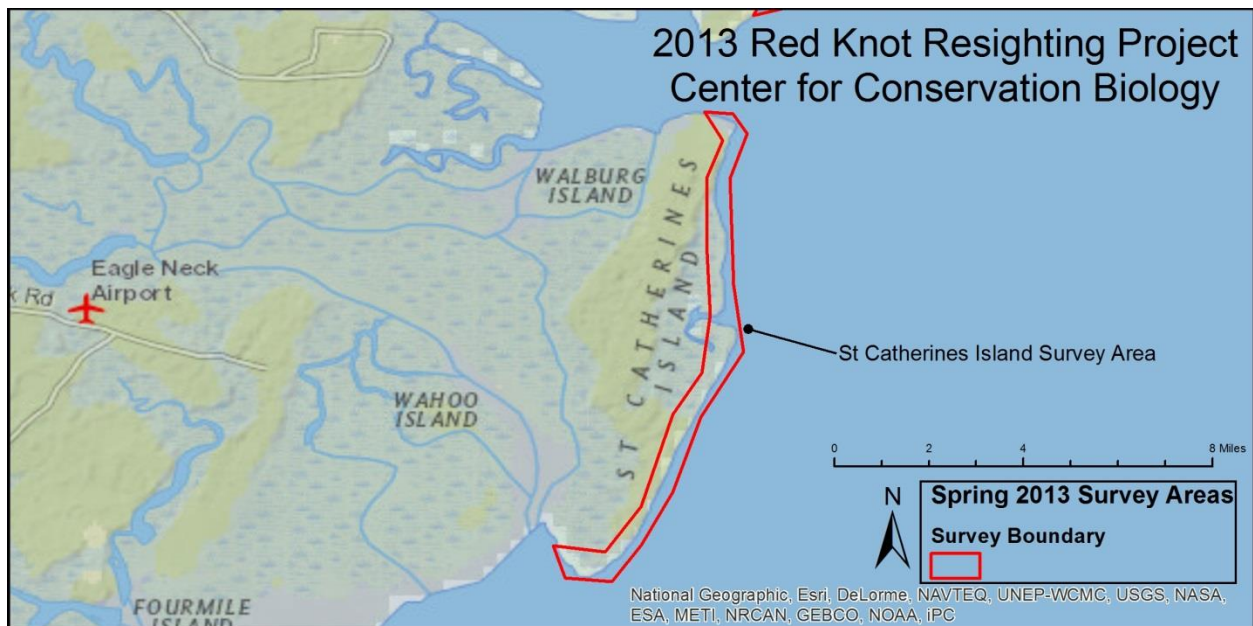 2013 Red Knot Resighting Project
Center for Conservation Biology
WALBURG
ISLAND
ST CATHERINES
ISLAND
Eagle Neck
Airport
k Rd
St Catherines Island Survey Area
WAHOO
ISLAND
0 2 4 8 Miles
N
Spring 2013 Survey Areas
Survey Boundary
National Geographic, Esri, DeLorme, NAVTEQ, UNEP-WCMC, USGS, NASA,
ESA, METI, NRCAN, GEBCO, NOAA, iPC
FOURMILE
ISLAND